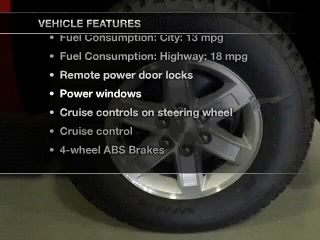 VEHICLE FEATURES
• Fuel Consumption: City: 13 mpg
• Fuel Consumption: Highway: 18 mpg
• Remote power door locks
• Power windows
• Cruise controls on steering wheel
• Cruise control
• 4-wheel ABS Brakes